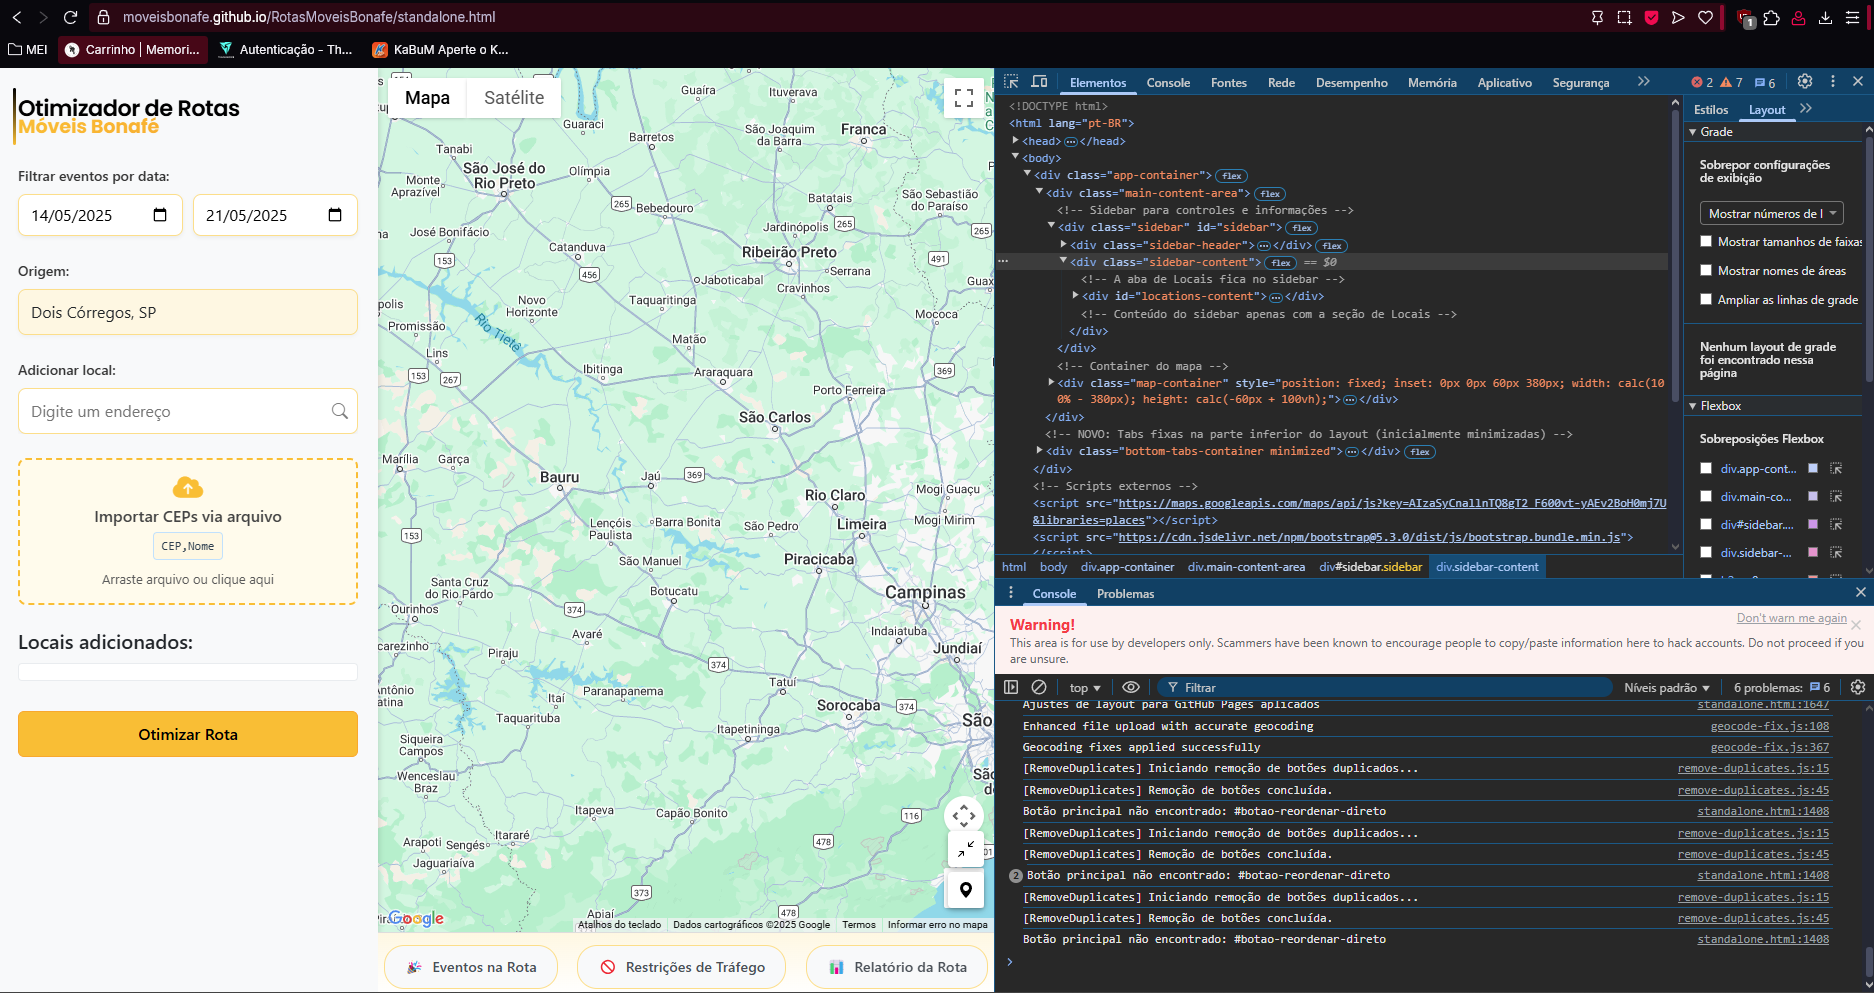 moveisbonafe.github.io/RotasMoveisBonafe/standalone.html
1
MEI
Carrinho | Memori...
Autenticação - Th...
KaBuM Aperte o K...
Otimizador de Rotas
Móveis Bonafé
Filtrar eventos por data:
14/05/2025
21/05/2025
Origem:
Dois Córregos, SP
Adicionar local:
Digite um endereço
Importar CEPs via arquivo
CEP,Nome
Arraste arquivo ou clique aqui
Locais adicionados:
Otimizar Rota
Mapa
Satélite
Guaíra
Ituverava
Guaraci
Barretos
São Joaquim da Barra
Franca
Tanabi
São José do Rio Preto
Olímpia
Monte Aprazível
Batatais
São Sebastião do Paraíso
265
Bebedouro
265
265
José Bonifácio
Jardinópolis
Catanduva
Ribeirão Preto
153
456
Serrana
491
Jaboticabal
Cravinhos
Guax
Novo Horizonte
Taquaritinga
Mococa
Promissão
Rio Tietê
Matão
Lins
Ibitinga
153
267
Araraquara
Porto Ferreira
369
São Carlos
Marília
Garça
Bauru
Jaú
369
Rio Claro
Mogi Guaçu
Lençóis Paulista
Barra Bonita
São Pedro
Limeira
Mogi Mirim
153
São Manuel
Piracicaba
Santa Cruz do Rio Pardo
Botucatu
Campinas
Ourinhos
374
Avaré
Indaiatuba
Jundiaí
Piraju
374
Paranapanema
Tatuí
Itaí
Taquarituba
Sorocaba
374
São
Itapetininga
Siqueira Campos
Wenceslau Braz
Itapeva
Capão Bonito
116
Itararé
Arapoti
Sengés
478
Jaguariaíva
373
478
Apiaí
Google
Atalhos do teclado
Dados cartográficos ©2025 Google
Termos
Informar erro no mapa
Eventos na Rota
Restrições de Tráfego
Relatório da Rota
Elementos
Console
Fontes
Rede
Desempenho
Memória
Aplicativo
Segurança
2
7
6
<!DOCTYPE html>
<html lang="pt-BR">
<head> </head>
<body>
<div class="app-container"> flex
<div class="main-content-area"> flex
<!-- Sidebar para controles e informações -->
<div class="sidebar" id="sidebar"> flex
<div class="sidebar-header"> </div> flex
<div class="sidebar-content"> flex == $0
<!-- A aba de Locais fica no sidebar -->
<div id="locations-content"> </div>
<!-- Conteúdo do sidebar apenas com a seção de Locais -->
</div>
</div>
<!-- Container do mapa -->
<div class="map-container" style="position: fixed; inset: 0px 0px 60px 380px; width: calc(10
0% - 380px); height: calc(-60px + 100vh);"> </div>
</div>
<!-- NOVO: Tabs fixas na parte inferior do layout (inicialmente minimizadas) -->
<div class="bottom-tabs-container minimized"> </div> flex
</div>
<!-- Scripts externos -->
<script src="https://maps.googleapis.com/maps/api/js?key=AIzaSyCnallnTQ8gT2_F600vt-yAEv2BoH0mj7U
&libraries=places"></script>
<script src="https://cdn.jsdelivr.net/npm/bootstrap@5.3.0/dist/js/bootstrap.bundle.min.js">
</script>
html
body
div.app-container
div.main-content-area
div#sidebar.sidebar
div.sidebar-content
Estilos
Layout
Grade
Sobrepor configurações de exibição
Mostrar números de l
Mostrar tamanhos de faixas
Mostrar nomes de áreas
Ampliar as linhas de grade
Nenhum layout de grade foi encontrado nessa página
Flexbox
Sobreposições Flexbox
div.app-cont...
div.main-co...
div#sidebar....
div.sidebar-...
Console
Problemas
Warning!
Don't warn me again
This area is for use by developers only. Scammers have been known to encourage people to copy/paste information here to hack accounts. Do not proceed if you
are unsure.
top
Filtrar
Níveis padrão
6 problemas:
6
Ajustes de layout para GitHub Pages aplicados standalone.html:1647
Enhanced file upload with accurate geocoding geocode-fix.js:108
Geocoding fixes applied successfully geocode-fix.js:367
[RemoveDuplicates] Iniciando remoção de botões duplicados... remove-duplicates.js:15
[RemoveDuplicates] Remoção de botões concluída. remove-duplicates.js:45
Botão principal não encontrado: #botao-reordenar-direto standalone.html:1408
[RemoveDuplicates] Iniciando remoção de botões duplicados... remove-duplicates.js:15
[RemoveDuplicates] Remoção de botões concluída. remove-duplicates.js:45
2 Botão principal não encontrado: #botao-reordenar-direto standalone.html:1408
[RemoveDuplicates] Iniciando remoção de botões duplicados... remove-duplicates.js:15
[RemoveDuplicates] Remoção de botões concluída. remove-duplicates.js:45
Botão principal não encontrado: #botao-reordenar-direto standalone.html:1408